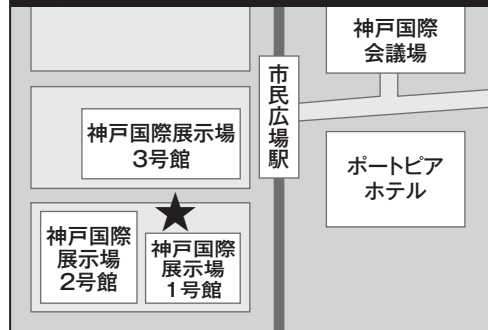 神戸国際
会議場
市民広場駅
神戸国際展示場
3号館
ポートピア
ホテル
神戸国際
展示場
2号館
神戸国際
展示場
1号館